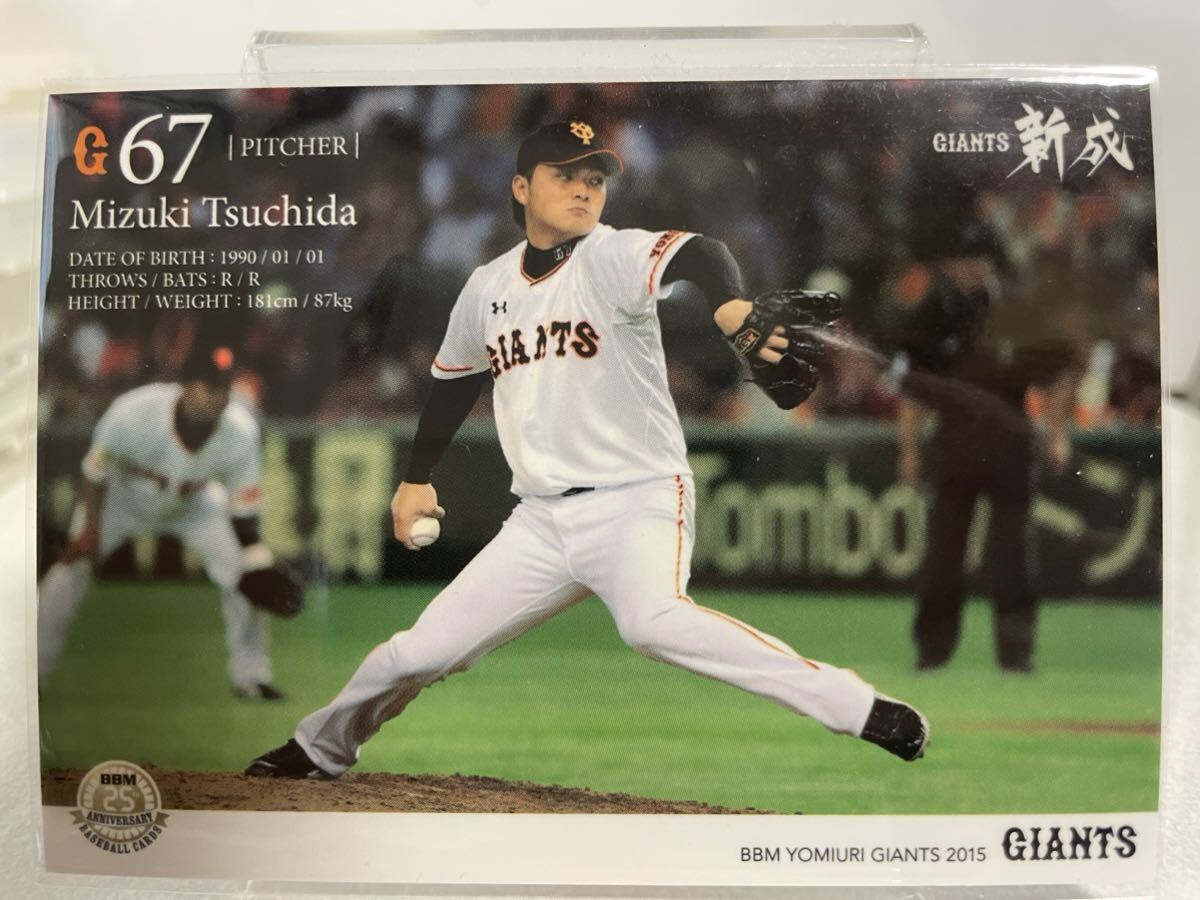 G 67 | PITCHER |
Mizuki Tsuchida
DATE OF BIRTH : 1990 / 01 / 01
THROWS / BATS : R / R
HEIGHT / WEIGHT : 181cm / 87kg
GIANTS 新成
GIANTS
Tombo
BBM
25
ANNIVERSARY
BASEBALL CARDS
BBM YOMIURI GIANTS 2015 GIANTS